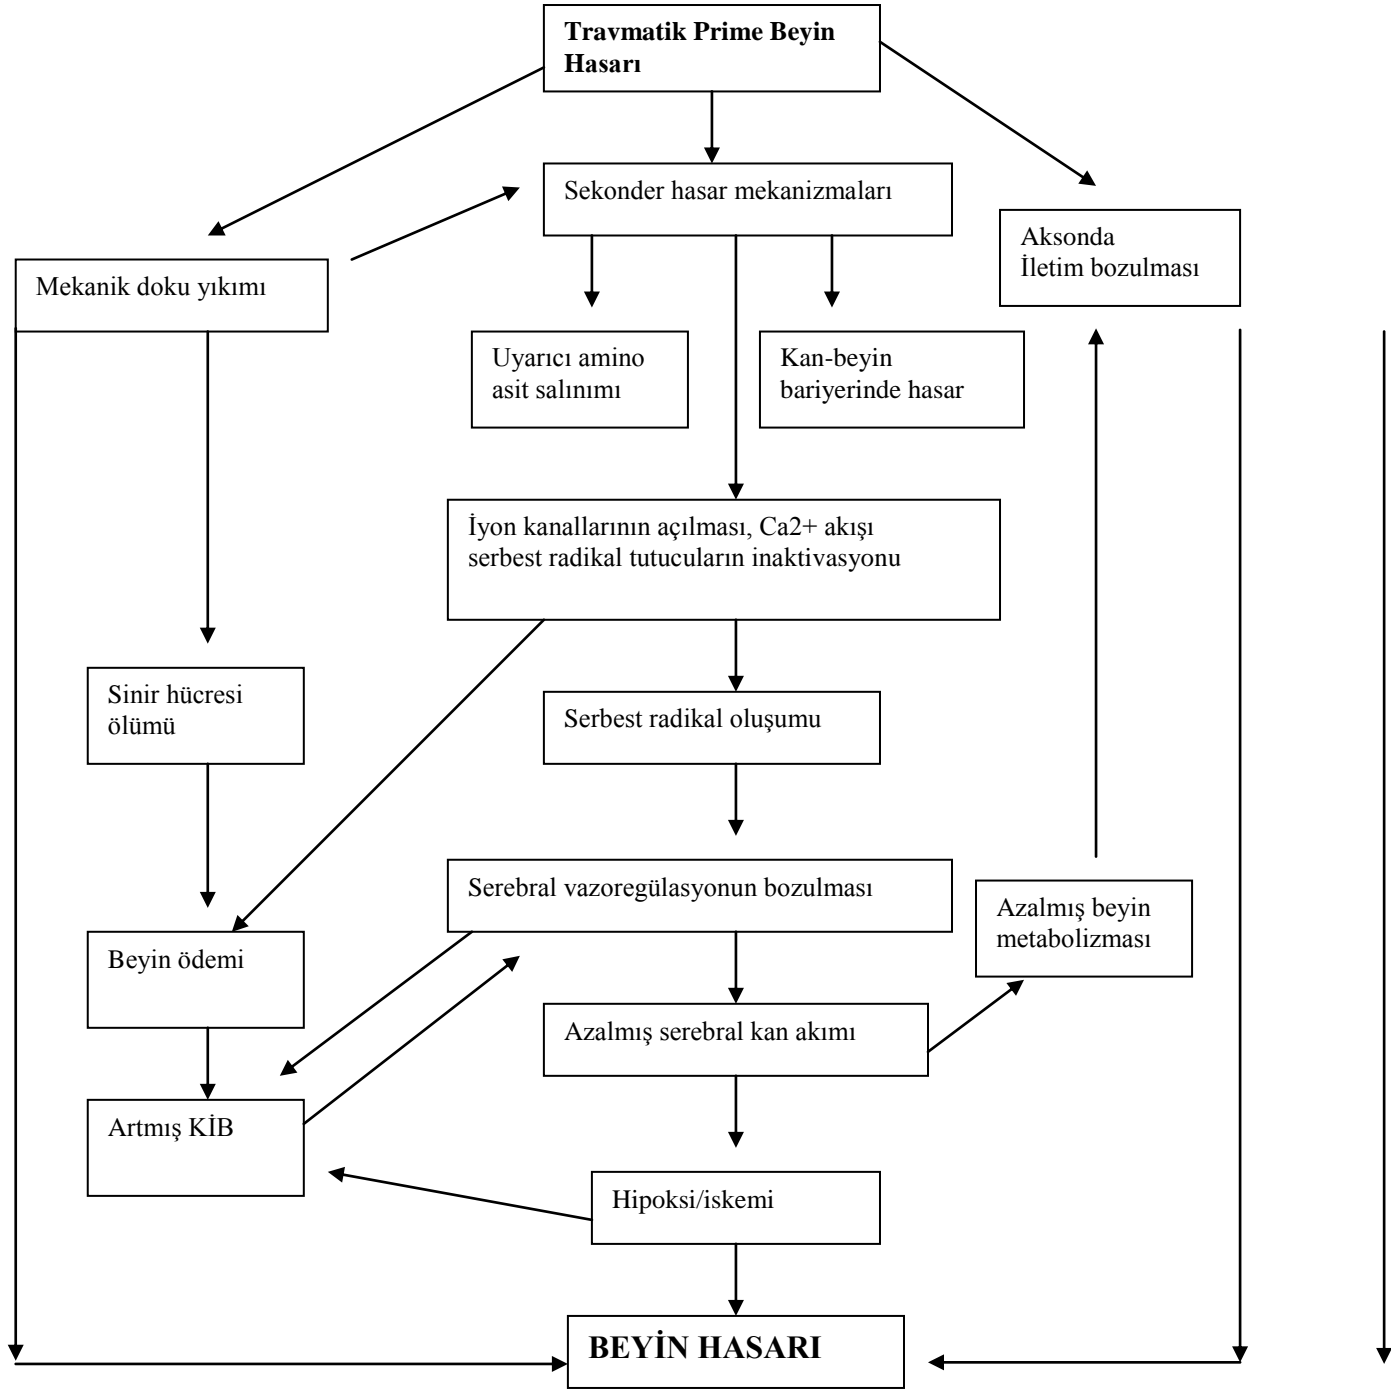 Travmatik Prime Beyin
Hasarı
Sekonder hasar mekanizmaları
Aksonda
İletim bozulması
Mekanik doku yıkımı
Uyarıcı amino
asit salınımı
Kan-beyin
bariyerinde hasar
İyon kanallarının açılması, Ca2+ akışı
serbest radikal tutucuların inaktivasyonu
Sinir hücresi
ölümü
Serbest radikal oluşumu
Serebral vazoregülasyonun bozulması
Azalmış beyin
metabolizması
Beyin ödemi
Azalmış serebral kan akımı
Artmış KİB
Hipoksi/iskemi
BEYİN HASARI